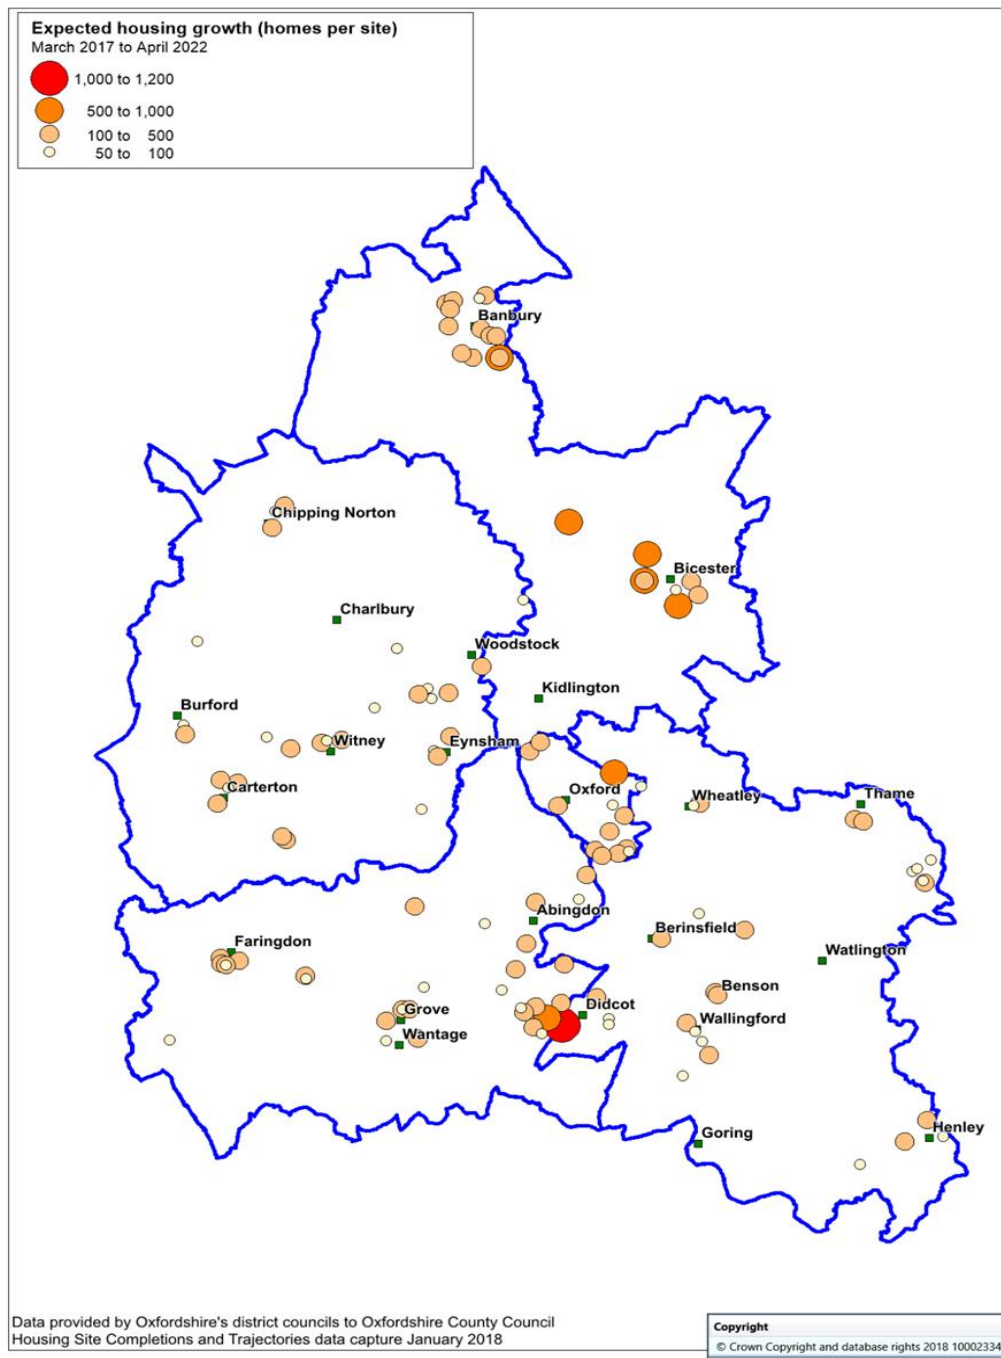 Expected housing growth (homes per site)
March 2017 to April 2022
1,000 to 1,200
500 to 1,000
100 to 500
50 to 100
Banbury
Chipping Norton
Bicester
Charlbury
Woodstock
Kidlington
Burford
Witney
Eynsham
Carterton
Oxford
Wheatley
Thame
Abingdon
Berinsfield
Faringdon
Watlington
Benson
Didcot
Grove
Wallingford
Wantage
Henley
Goring
Data provided by Oxfordshire's district councils to Oxfordshire County Council
Housing Site Completions and Trajectories data capture January 2018
Copyright
© Crown Copyright and database rights 2018 10002334